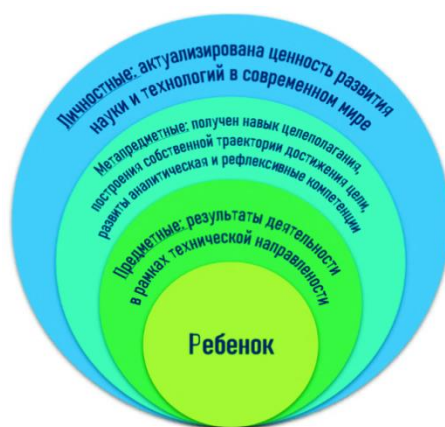 Личностные: актуализирована ценность развития
науки и технологий в современном мире
Метапредметные: получен навык целеполагания,
построения собственной траектории достижения цели,
развиты аналитическая и рефлексивные компетенции
Предметные: результаты деятельности
в рамках технической направлености
Ребенок